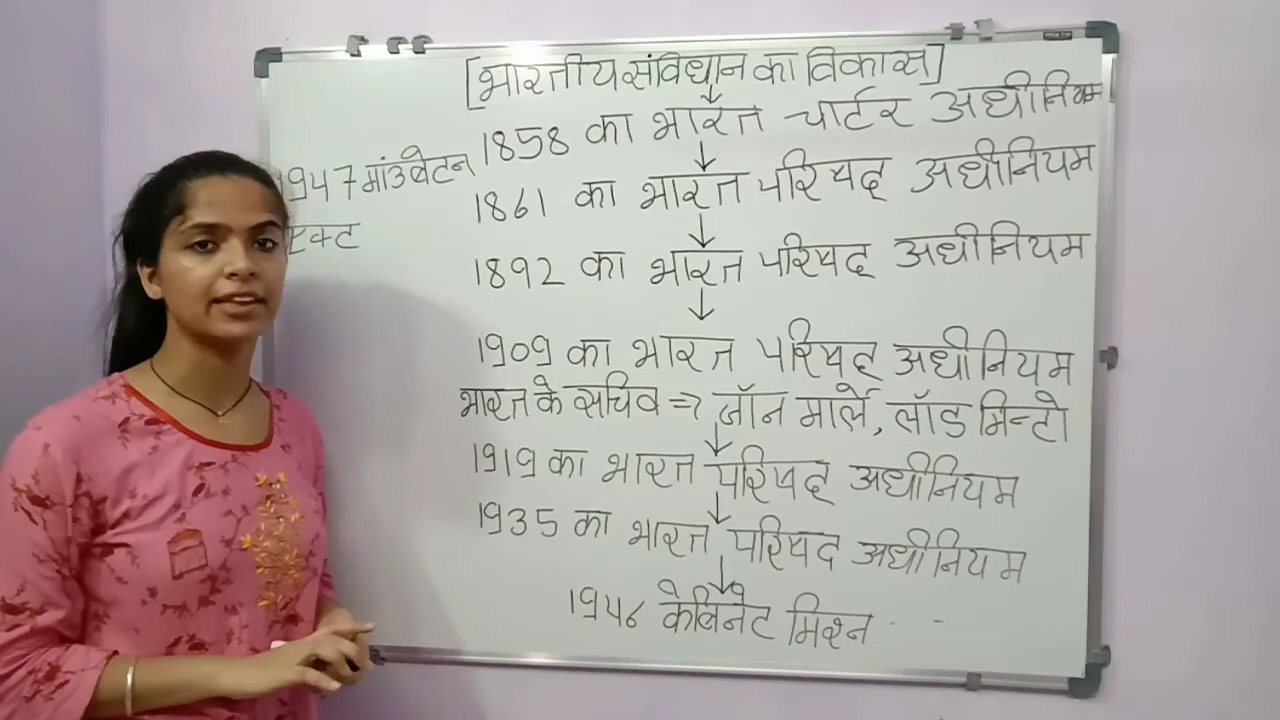 [भारतीय संविधान का विकास]
1858 का भारत चार्टर अधीनियम
1861 का भारत परिषद् अधीनियम
1892 का भारत परिषद् अधीनियम
1909 का भारत परिषद् अधीनियम
भारत के सचिव ⇒ जॉन मार्ले, लॉड मिन्टो
1919 का भारत परिषद् अधीनियम
1935 का भारत परिषद अधीनियम
1946 केबिनेट मिशन
1947 मांउबेटन
एक्ट